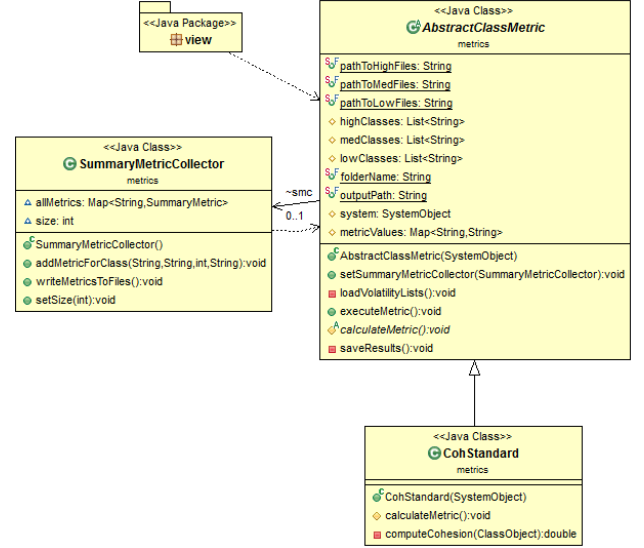 <<Java Package>>
view
<<Java Class>>
AbstractClassMetric
metrics
pathToHighFiles: String
pathToMedFiles: String
pathToLowFiles: String
highClasses: List<String>
medClasses: List<String>
lowClasses: List<String>
folderName: String
outputPath: String
system: SystemObject
metricValues: Map<String,String>
AbstractClassMetric(SystemObject)
setSummaryMetricCollector(SummaryMetricCollector):void
loadVolatilityLists():void
executeMetric():void
calculateMetric():void
saveResults():void
<<Java Class>>
SummaryMetricCollector
metrics
allMetrics: Map<String,SummaryMetric>
size: int
SummaryMetricCollector()
addMetricForClass(String,String,int,String):void
writeMetricsToFiles():void
setSize(int):void
~smc
0..1
<<Java Class>>
CohStandard
metrics
CohStandard(SystemObject)
calculateMetric():void
computeCohesion(ClassObject):double